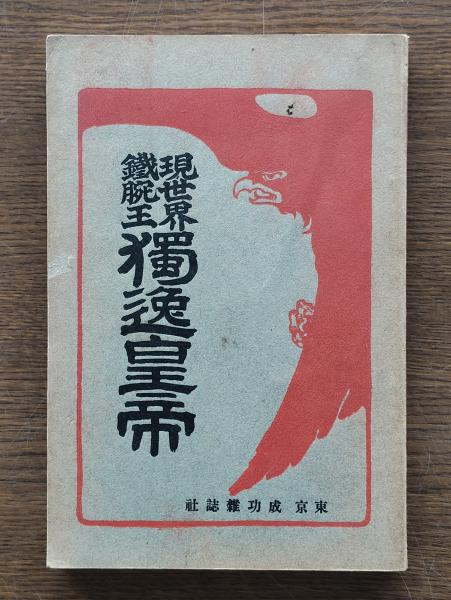 現世界
鐵腕王
獨逸皇帝
東京 成功雜誌社